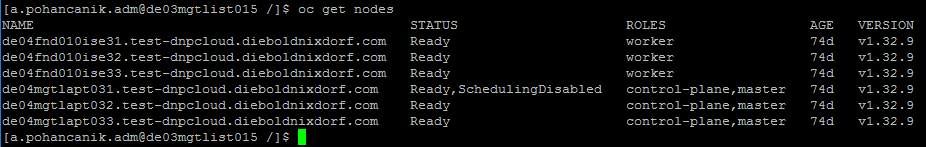 [a.pohancanik.adm@de03mgtlist015 /]$ oc get nodes
NAME STATUS ROLES AGE VERSION
de04fnd010ise31.test-dnpcloud.dieboldnixdorf.com Ready worker 74d v1.32.9
de04fnd010ise32.test-dnpcloud.dieboldnixdorf.com Ready worker 74d v1.32.9
de04fnd010ise33.test-dnpcloud.dieboldnixdorf.com Ready worker 74d v1.32.9
de04mgtlapt031.test-dnpcloud.dieboldnixdorf.com Ready,SchedulingDisabled control-plane,master 74d v1.32.9
de04mgtlapt032.test-dnpcloud.dieboldnixdorf.com Ready control-plane,master 74d v1.32.9
de04mgtlapt033.test-dnpcloud.dieboldnixdorf.com Ready control-plane,master 74d v1.32.9
[a.pohancanik.adm@de03mgtlist015 /]$